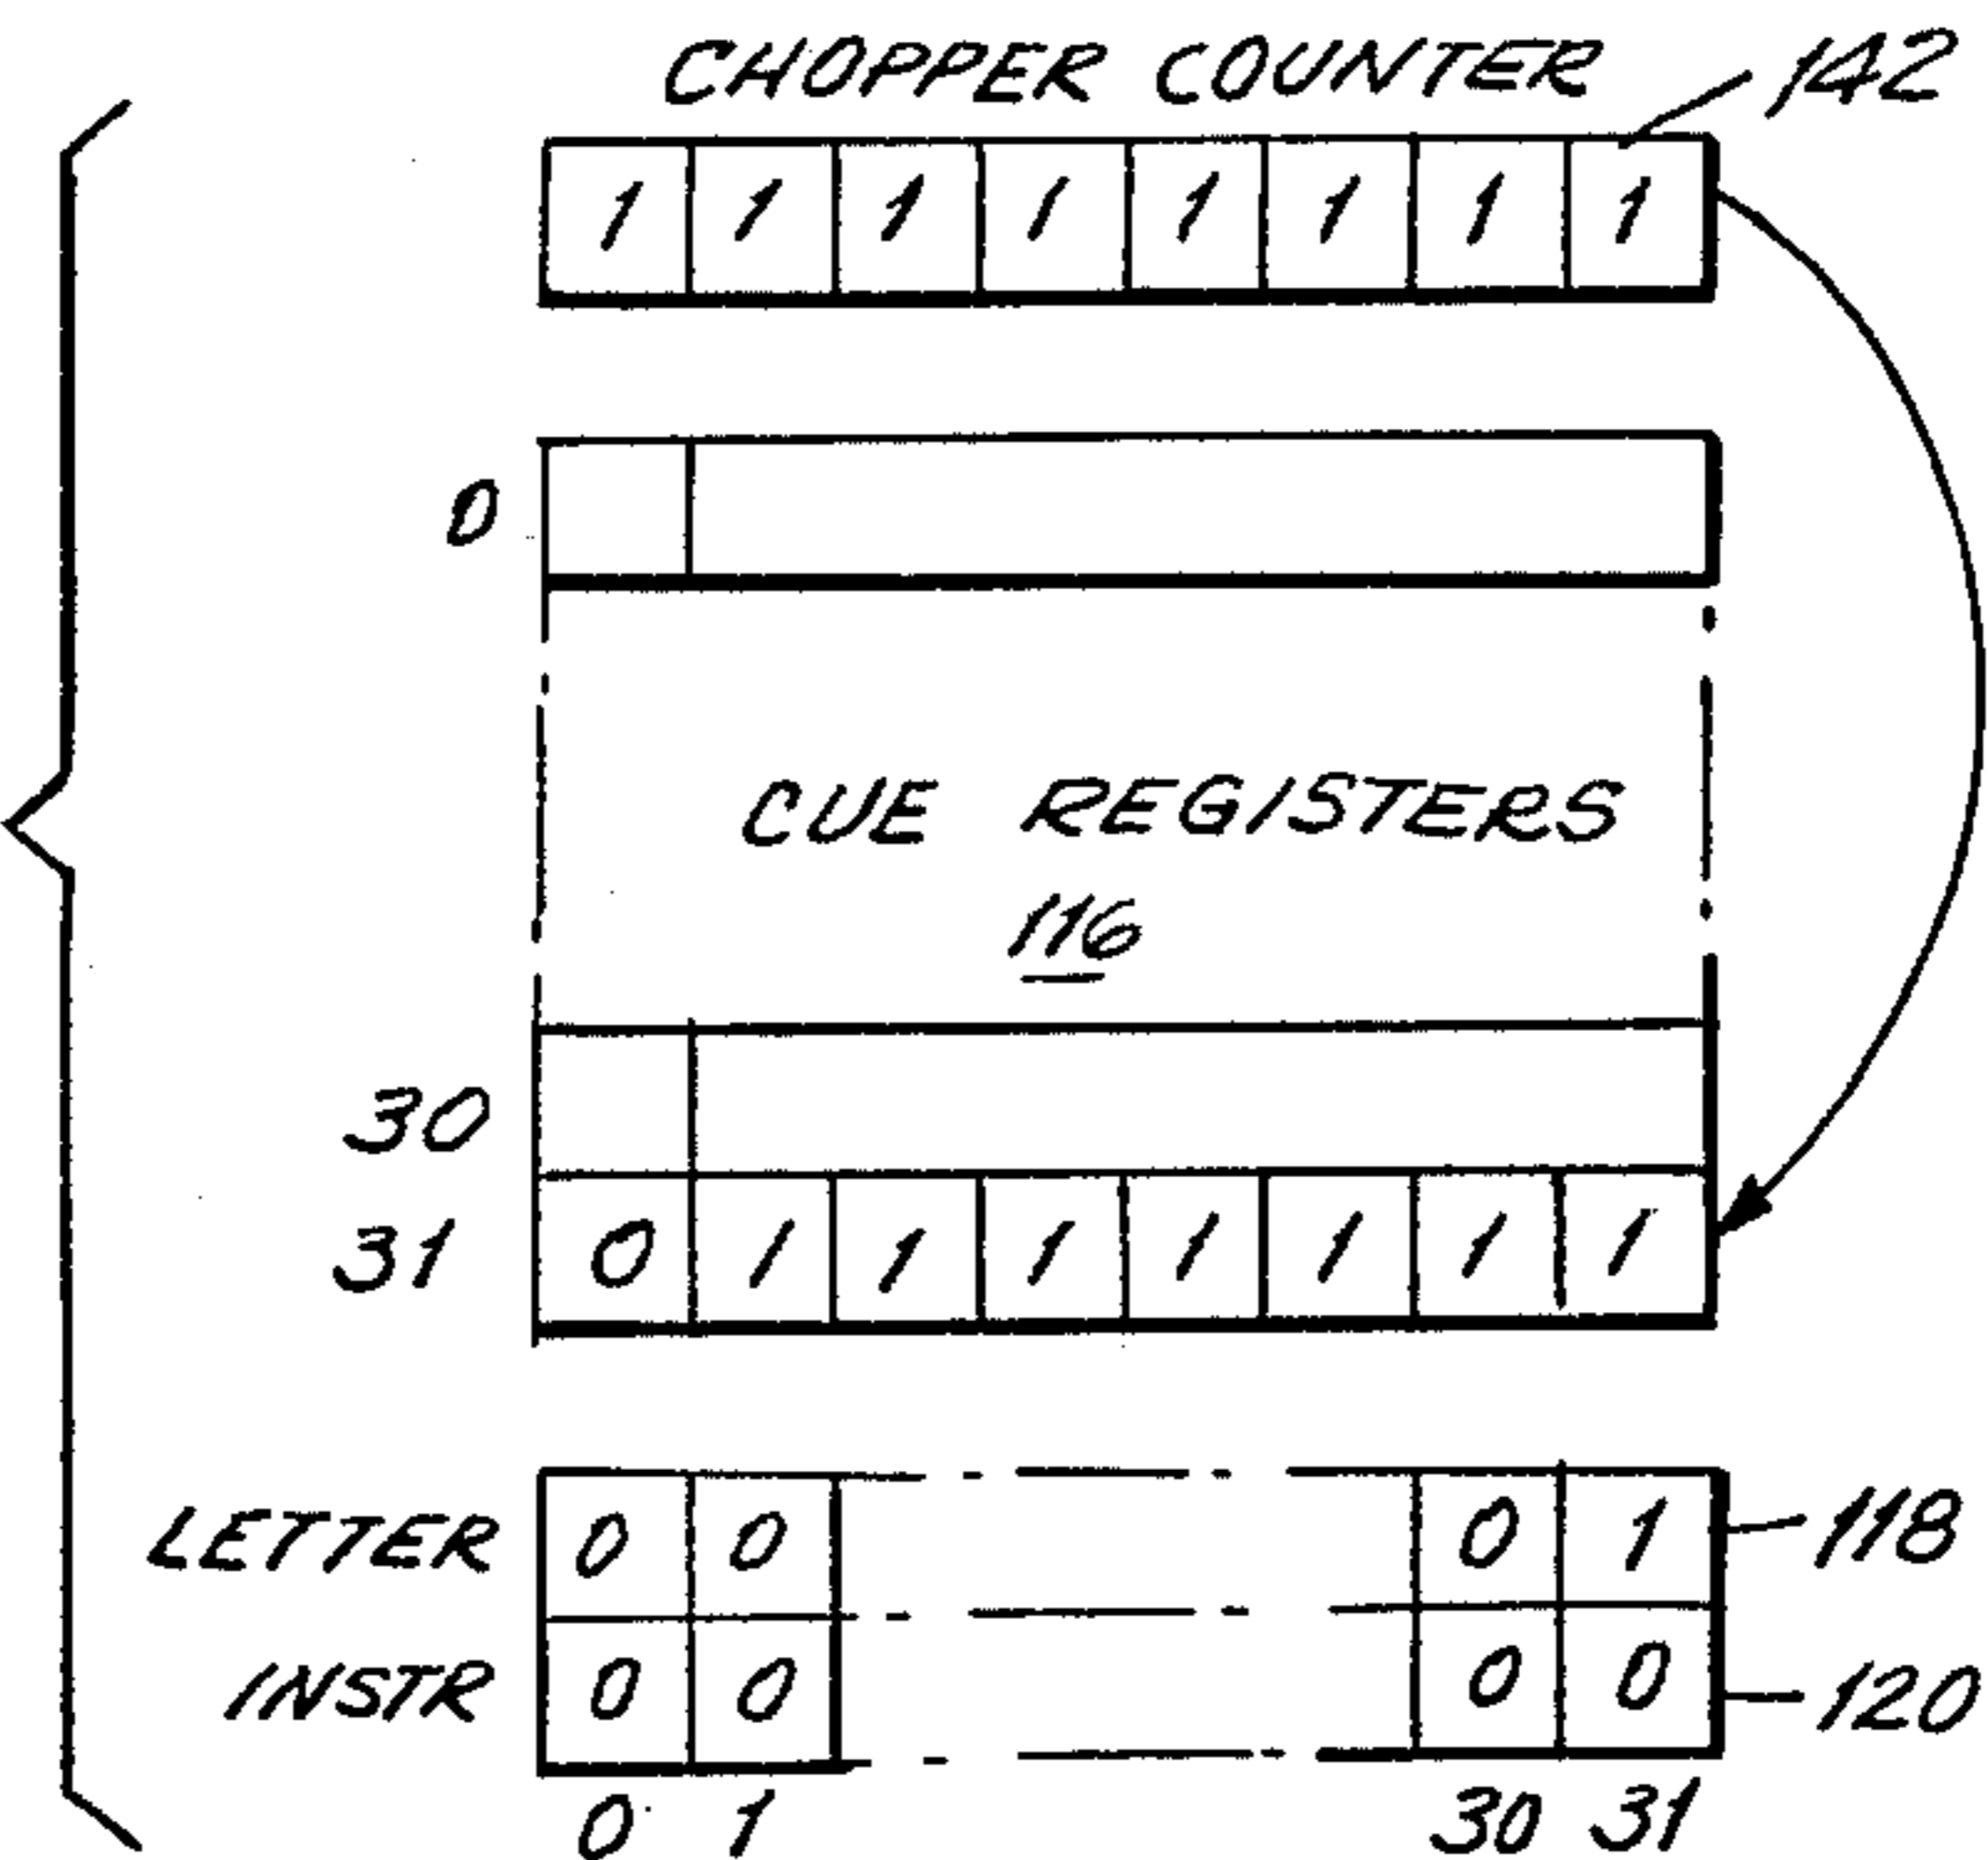 CHOPPER COUNTER 142
1 1 1 1 1 1 1 1
0
CUE REGISTERS
116
30
31 0 1 1 1 1 1 1 1
LETTER 0 0 0 1 118
INSTR 0 0 0 0 120
0 1 30 31